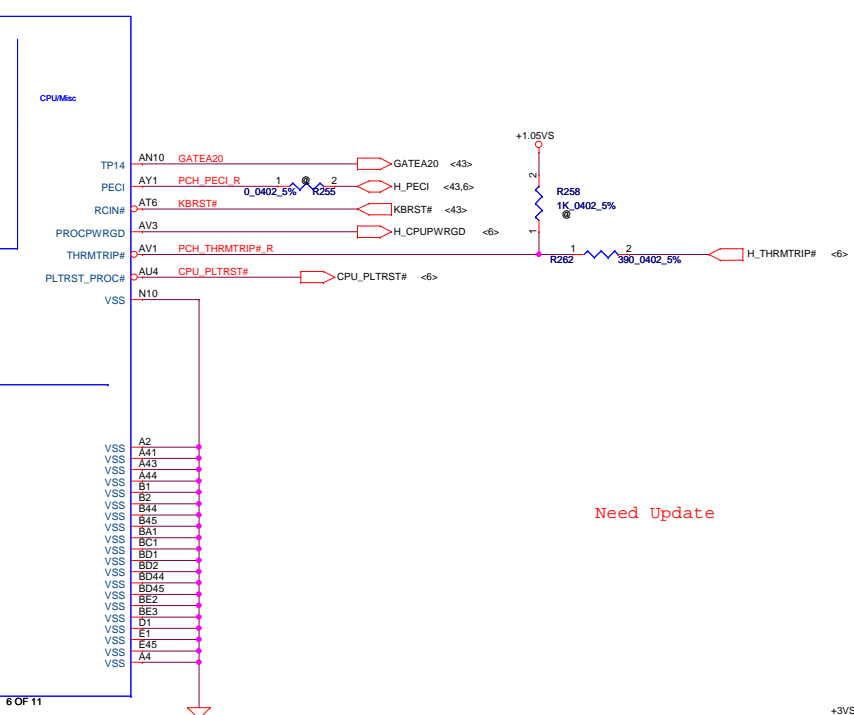 CPU/Misc
+1.05VS
TP14 AN10 GATEA20 GATEA20 <43>
PECI AY1 PCH_PECI_R 1 @ 2 H_PECI <43,6>
0_0402_5% R255
2 R258
1K_0402_5%
@
RCIN# AT6 KBRST# KBRST# <43>
PROCPWRGD AV3 H_CPUPWRGD <6>
1
THRMTRIP# AV1 PCH_THRMTRIP#_R 1 2 H_THRMTRIP# <6>
R262 390_0402_5%
PLTRST_PROC# AU4 CPU_PLTRST# CPU_PLTRST# <6>
VSS N10
VSS A2
VSS A41
VSS A43
VSS A44
VSS B1
VSS B2
VSS B44
VSS B45
VSS BA1
VSS BC1
VSS BD1
VSS BD2
VSS BD44
VSS BD45
VSS BE2
VSS BE3
VSS D1
VSS E1
VSS E45
VSS A4
Need Update
6 OF 11
+3VS